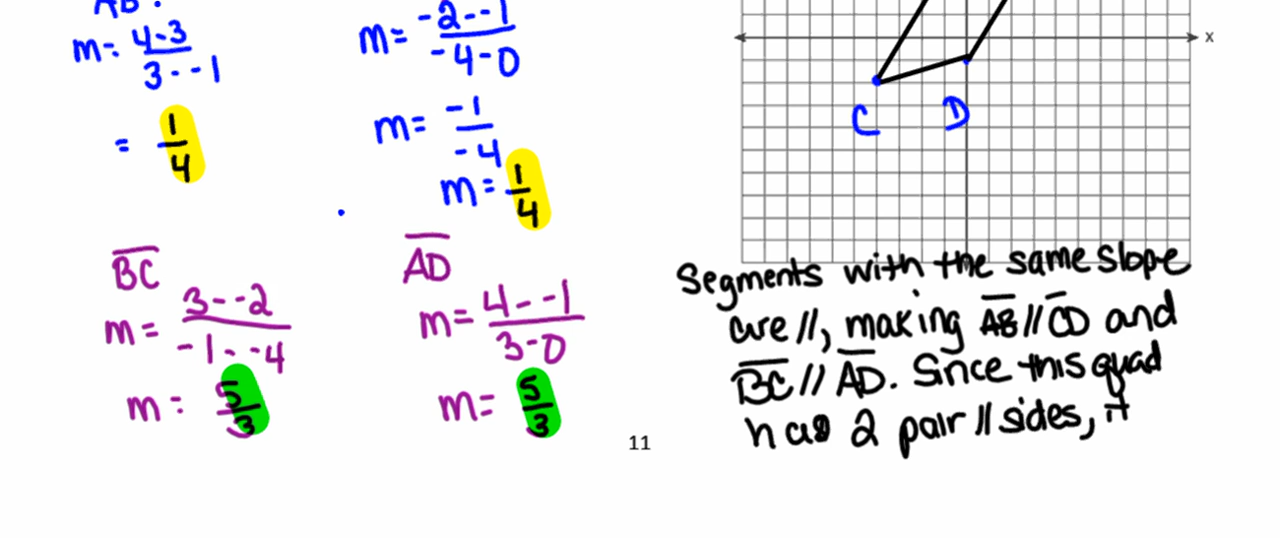 AB:
m= 4-3
3--1
= 1
4
m= -2--1
-4-0
m= -1
-4
m= 1
4
x
C D
BC
m= 3--2
-1--4
m= 5
3
AD
m= 4--1
3-0
m= 5
3
Segments with the same slope
are //, making AB // CD and
BC // AD. Since this quad
has 2 pair // sides, it
11